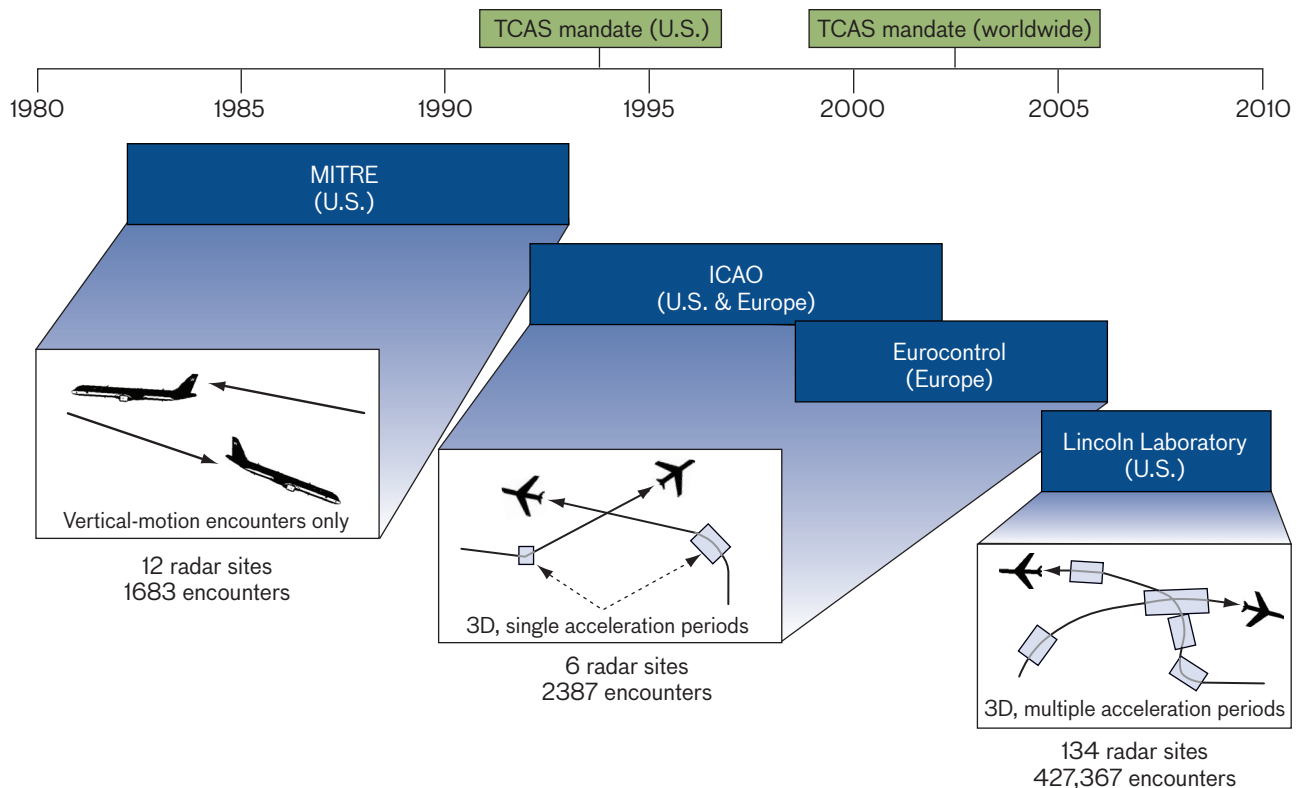 TCAS mandate (U.S.)
TCAS mandate (worldwide)
1980
1985
1990
1995
2000
2005
2010
MITRE
(U.S.)
ICAO
(U.S. & Europe)
Eurocontrol
(Europe)
Lincoln Laboratory
(U.S.)
Vertical-motion encounters only
12 radar sites
1683 encounters
3D, single acceleration periods
6 radar sites
2387 encounters
3D, multiple acceleration periods
134 radar sites
427,367 encounters